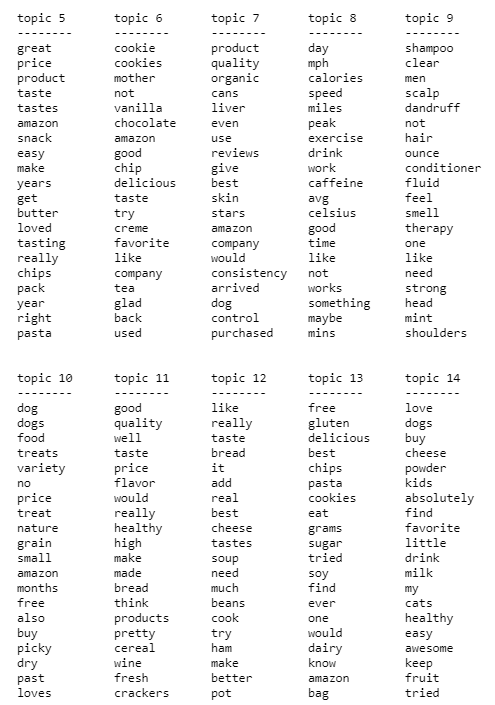 topic 5 topic 6 topic 7 topic 8 topic 9
-------- -------- -------- -------- --------
great cookie product day shampoo
price cookies quality mph clear
product mother organic calories men
taste not cans speed scalp
tastes vanilla liver miles dandruff
amazon chocolate even peak not
snack amazon use exercise hair
easy good reviews drink ounce
make chip give work conditioner
years delicious best caffeine fluid
get taste skin avg feel
butter try stars celsius smell
loved creme amazon good therapy
tasting favorite company time one
really like would like like
chips company consistency not need
pack tea arrived works strong
year glad dog something head
right back control maybe mint
pasta used purchased mins shoulders
topic 10 topic 11 topic 12 topic 13 topic 14
-------- -------- -------- -------- --------
dog good like free love
dogs quality really gluten dogs
food well taste delicious buy
treats taste bread best cheese
variety price it chips powder
no flavor add pasta kids
price would real cookies absolutely
treat really best eat find
nature healthy cheese grams favorite
grain high tastes sugar little
small make soup tried drink
amazon made need soy milk
months bread much find my
free think beans ever cats
also products cook one healthy
buy pretty try would easy
picky cereal ham dairy awesome
dry wine make know keep
past fresh better amazon fruit
loves crackers pot bag tried